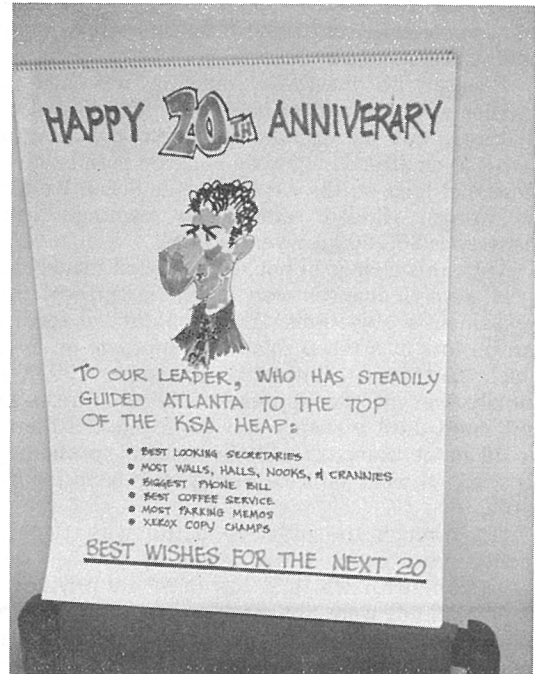 HAPPY 20TH ANNIVERARY
TO OUR LEADER, WHO HAS STEADILY
GUIDED ATLANTA TO THE TOP
OF THE KSA HEAP:
• BEST LOOKING SECRETARIES
• MOST WALLS, HALLS, NOOKS, & CRANNIES
• BIGGEST PHONE BILL
• BEST COFFEE SERVICE
• MOST PARKING MEMOS
• XEROX COPY CHAMPS
BEST WISHES FOR THE NEXT 20